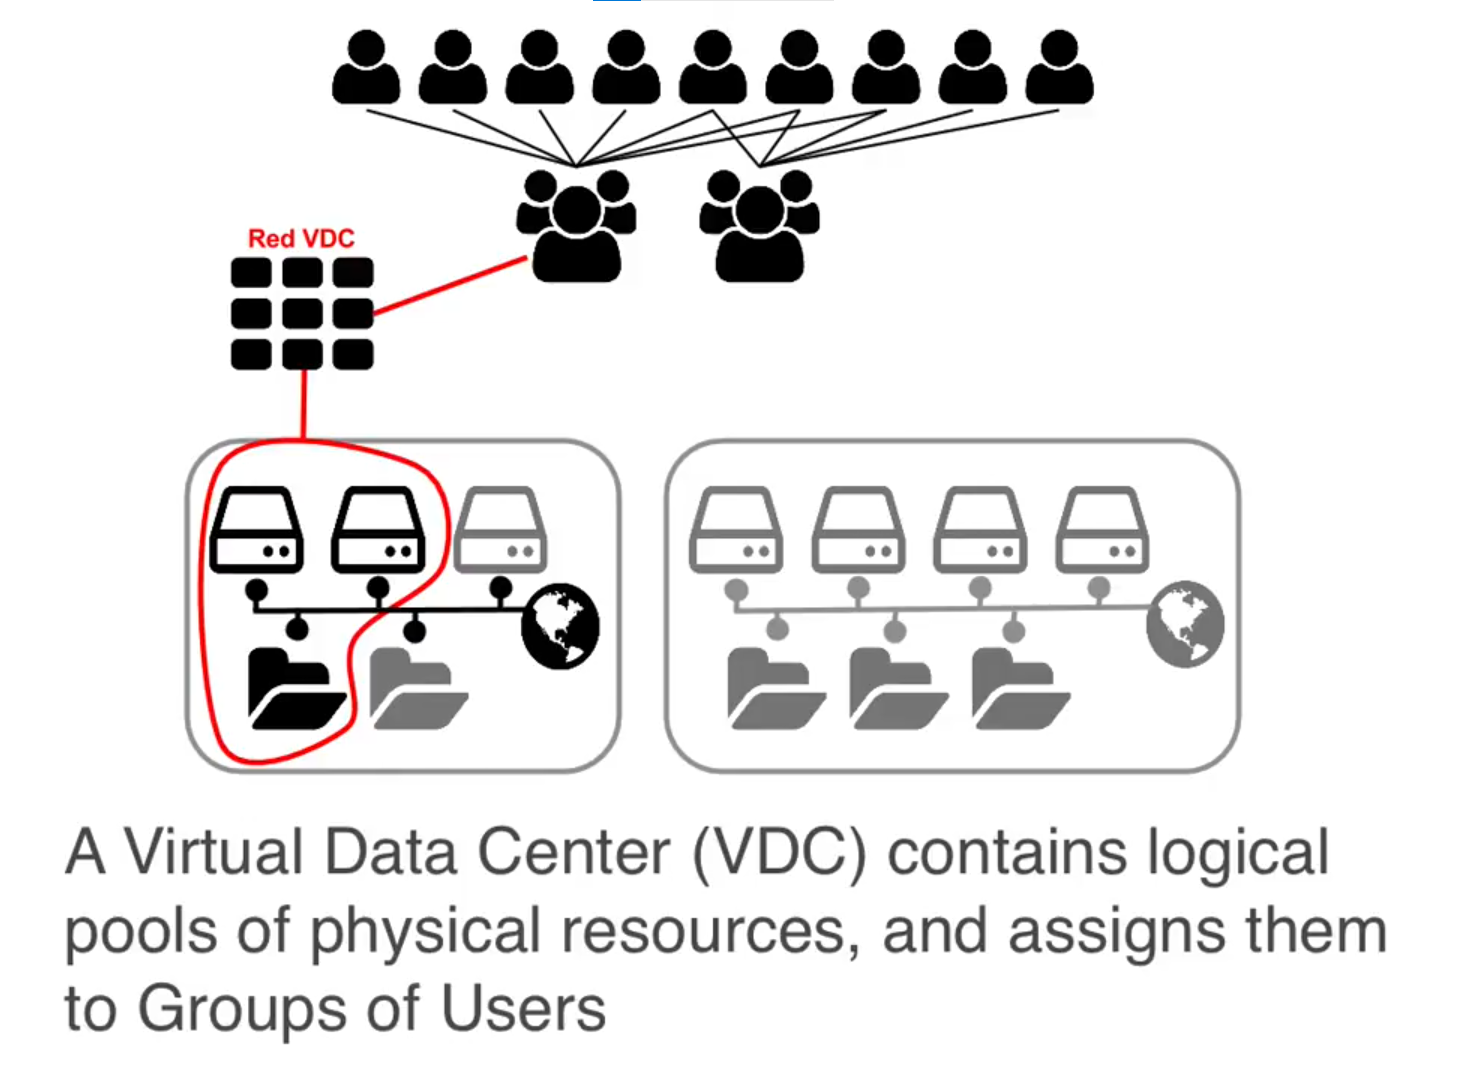 Red VDC
A Virtual Data Center (VDC) contains logical
pools of physical resources, and assigns them
to Groups of Users